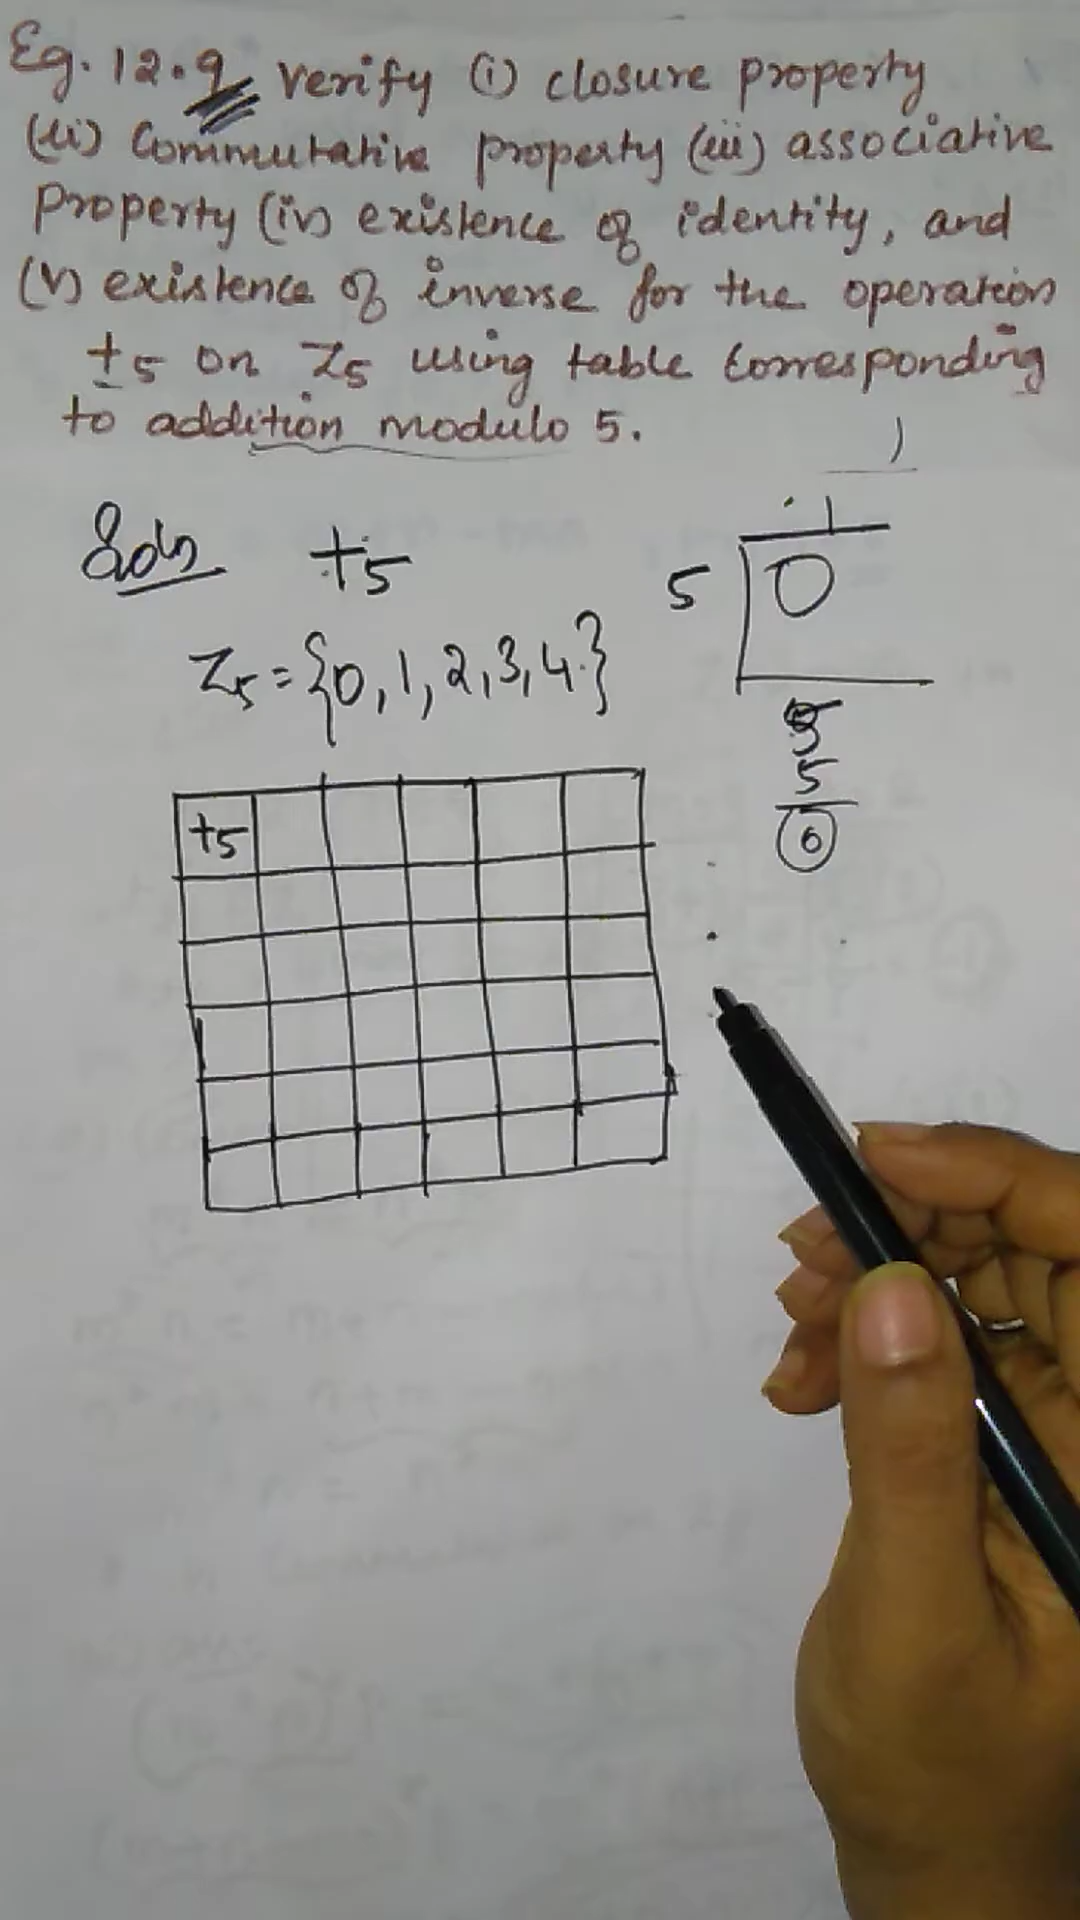 Eg. 12.9 verify (i) closure property
(ii) Commutative property (iii) associative
Property (iv) existence of identity, and
(v) existence of inverse for the operation
+5 on Z5 using table Corresponding
to addition modulo 5.
Soln +5
5 0
Z5 = {0, 1, 2, 3, 4.}
5
+5
0